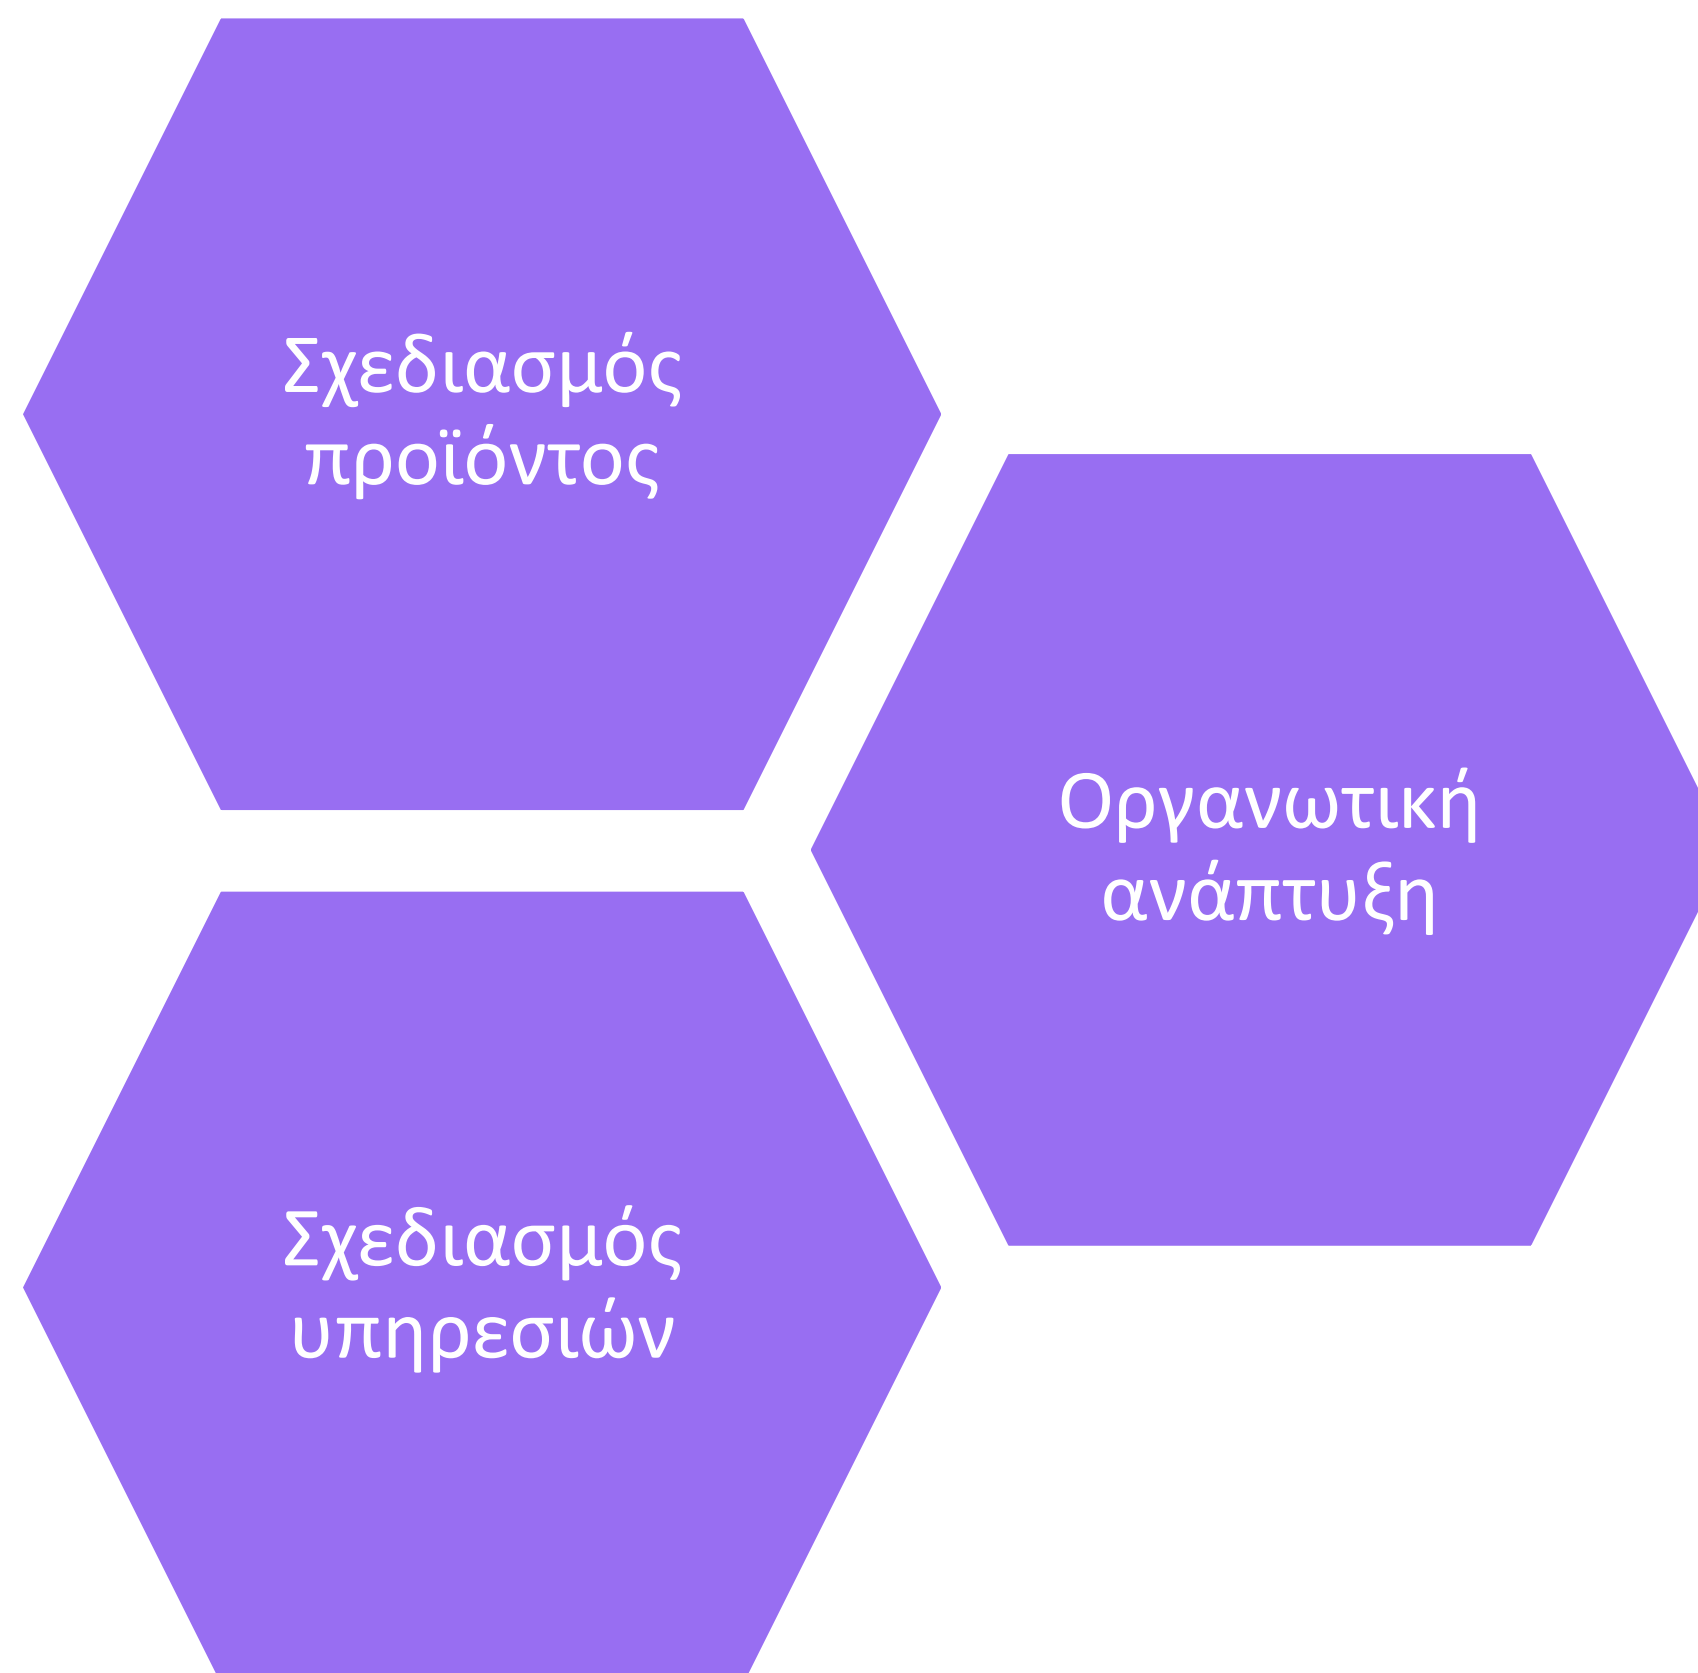 Σχεδιασμός
προϊόντος
Οργανωτική
ανάπτυξη
Σχεδιασμός
υπηρεσιών